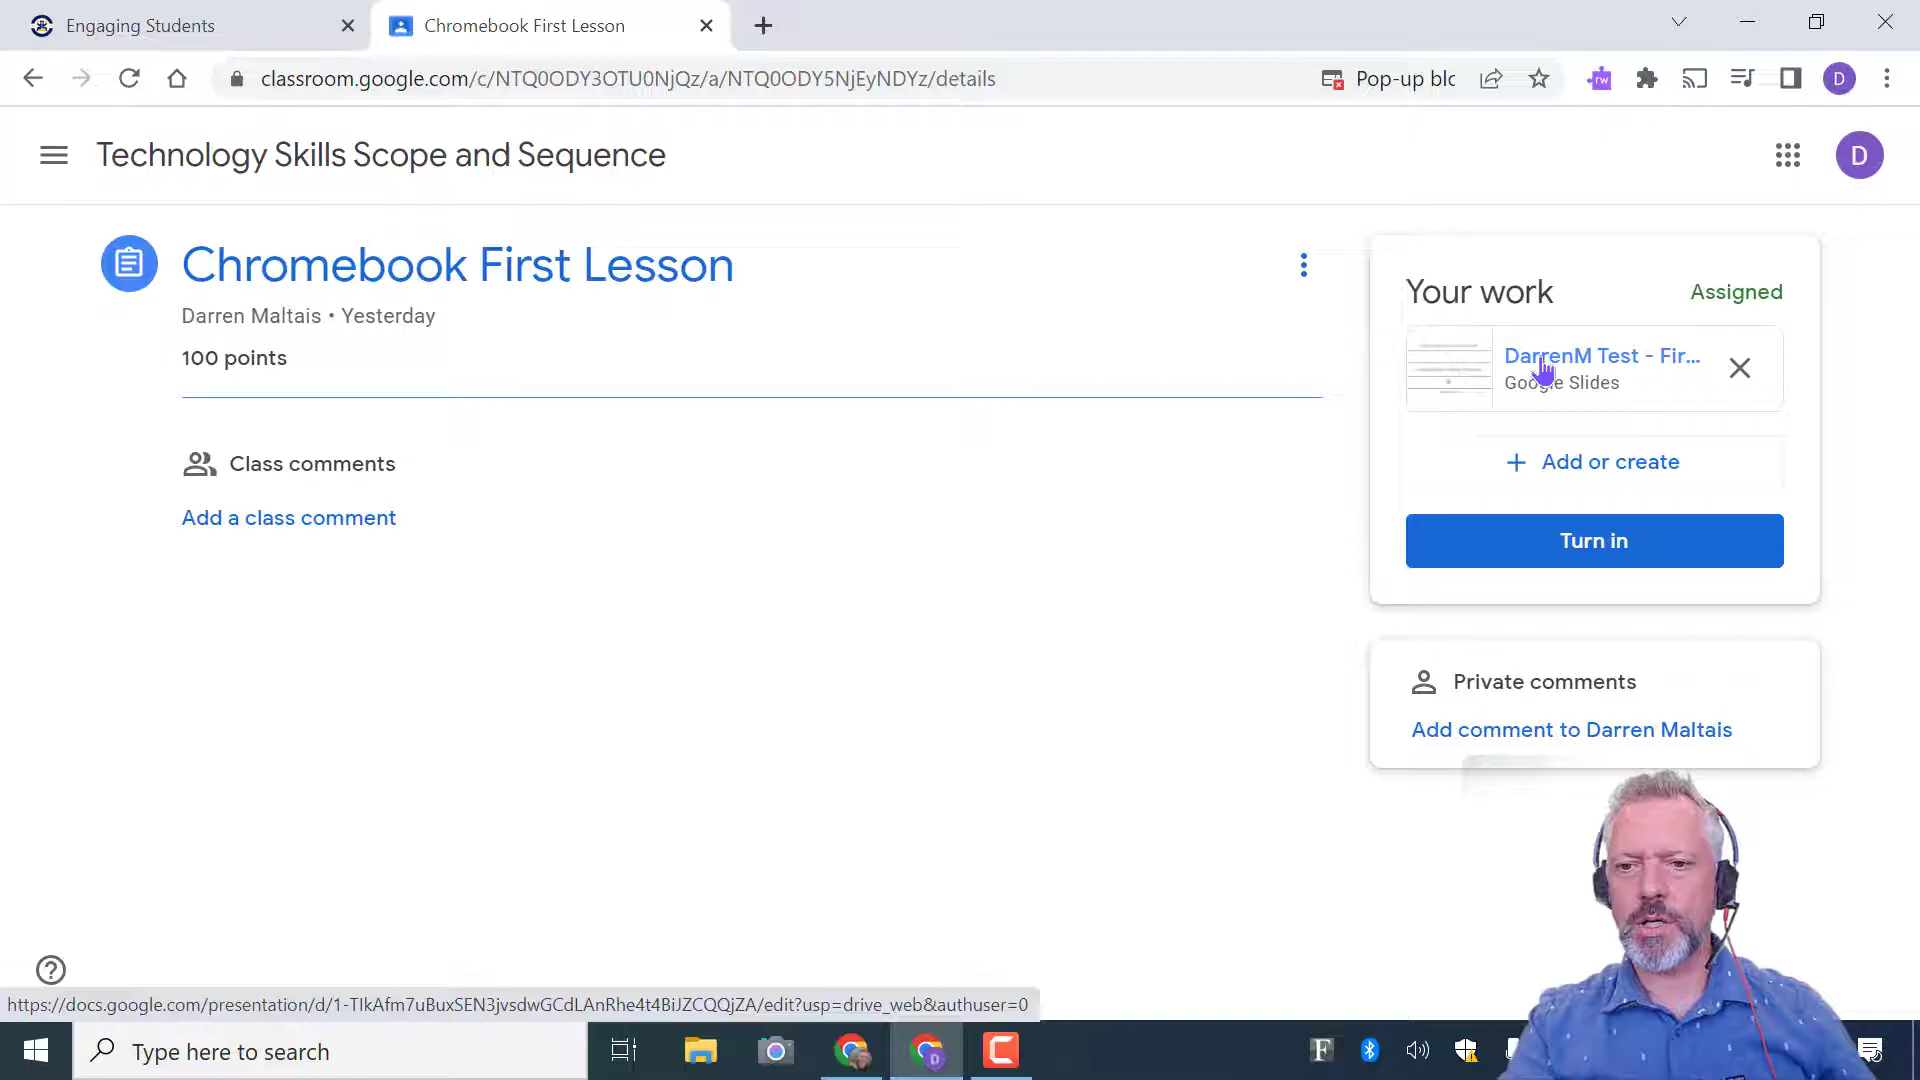 Engaging Students
Chromebook First Lesson
classroom.google.com/c/NTQ0ODY3OTU0NjQz/a/NTQ0ODY5NjEyNDYz/details
Pop-up blc
D
Technology Skills Scope and Sequence
D
Chromebook First Lesson
Darren Maltais • Yesterday
100 points
Class comments
Add a class comment
Your work
Assigned
DarrenM Test - Fir...
Google Slides
+ Add or create
Turn in
Private comments
Add comment to Darren Maltais
https://docs.google.com/presentation/d/1-TIkAfm7uBuxSEN3jvsdwGCdLAnRhe4t4BiJZCQQjZA/edit?usp=drive_web&authuser=0
Type here to search